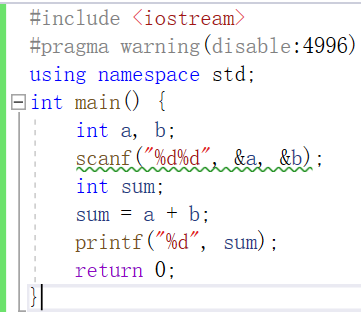 #include <iostream>
#pragma warning(disable:4996)
using namespace std;
int main() {
int a, b;
scanf("%d%d", &a, &b);
int sum;
sum = a + b;
printf("%d", sum);
return 0;
}